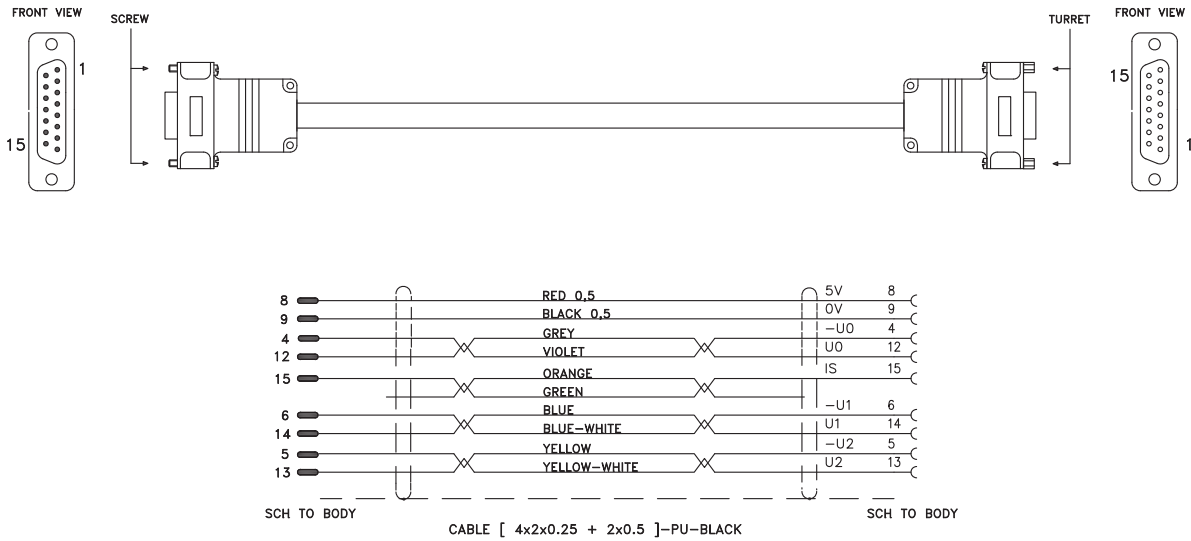 FRONT VIEW
SCREW
TURRET
FRONT VIEW
1
15
15
1
8 RED 0,5 5V 8
9 BLACK 0,5 0V 9
4 GREY -U0 4
12 VIOLET U0 12
15 ORANGE IS 15
GREEN
6 BLUE -U1 6
14 BLUE-WHITE U1 14
5 YELLOW -U2 5
13 YELLOW-WHITE U2 13
SCH TO BODY SCH TO BODY
CABLE [ 4x2x0.25 + 2x0.5 ]-PU-BLACK